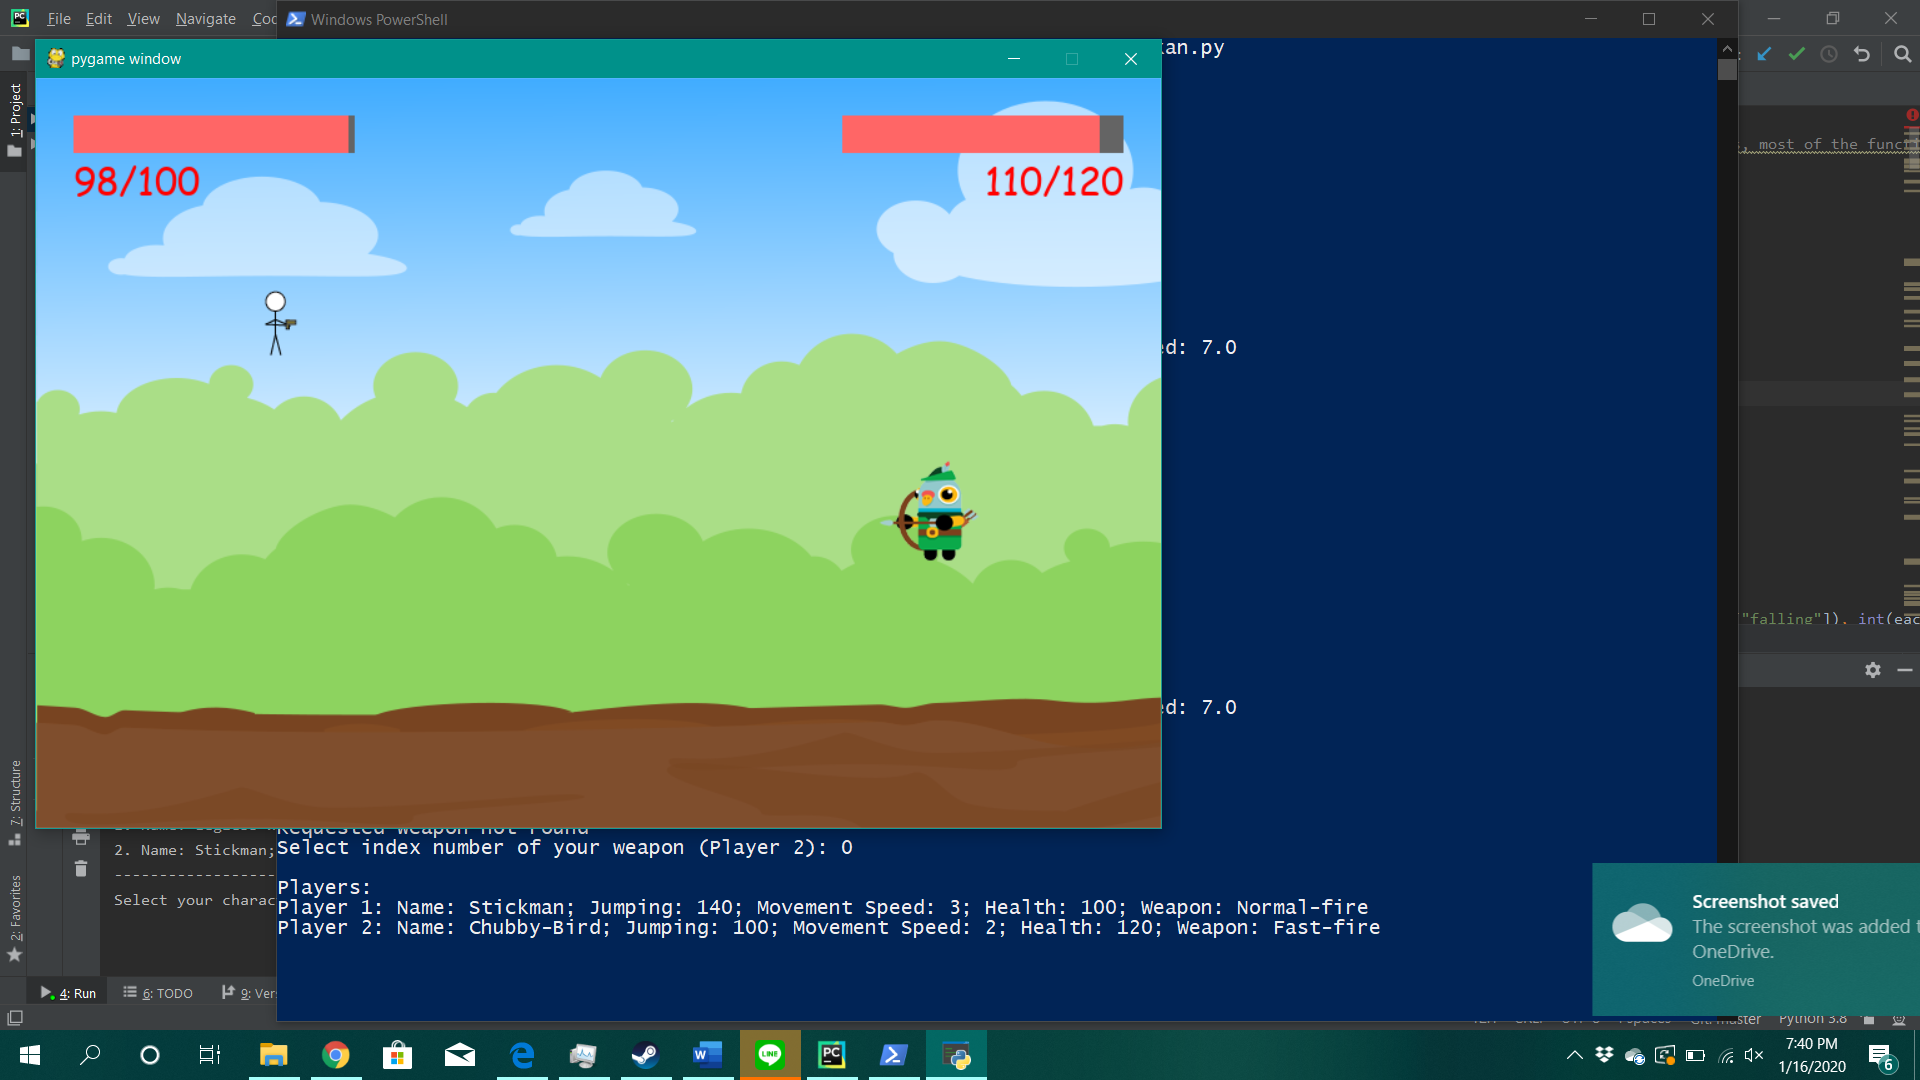 File Edit View Navigate
Windows PowerShell
an.py
pygame window
1: Project
98/100
110/120
, most of the
ed: 7.0
"falling"]), int(eac
ed: 7.0
7: Structure
2: Favorites
Requested weapon not found
2. Name: Stickman;
Select index number of your weapon (Player 2): 0
--------------------
Select your charac
Players:
Player 1: Name: Stickman; Jumping: 140; Movement Speed: 3; Health: 100; Weapon: Normal-fire
Player 2: Name: Chubby-Bird; Jumping: 100; Movement Speed: 2; Health: 120; Weapon: Fast-fire
Screenshot saved
The screenshot was added
OneDrive.
OneDrive
4: Run
6: TODO
9: Ver
Python 3.8
LINE
7:40 PM
1/16/2020
6